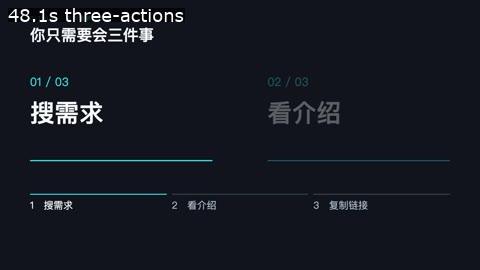 48.1s three-actions
你只需要会三件事
01 / 03
02 / 03
搜需求
看介绍
1 搜需求
2 看介绍
3 复制链接